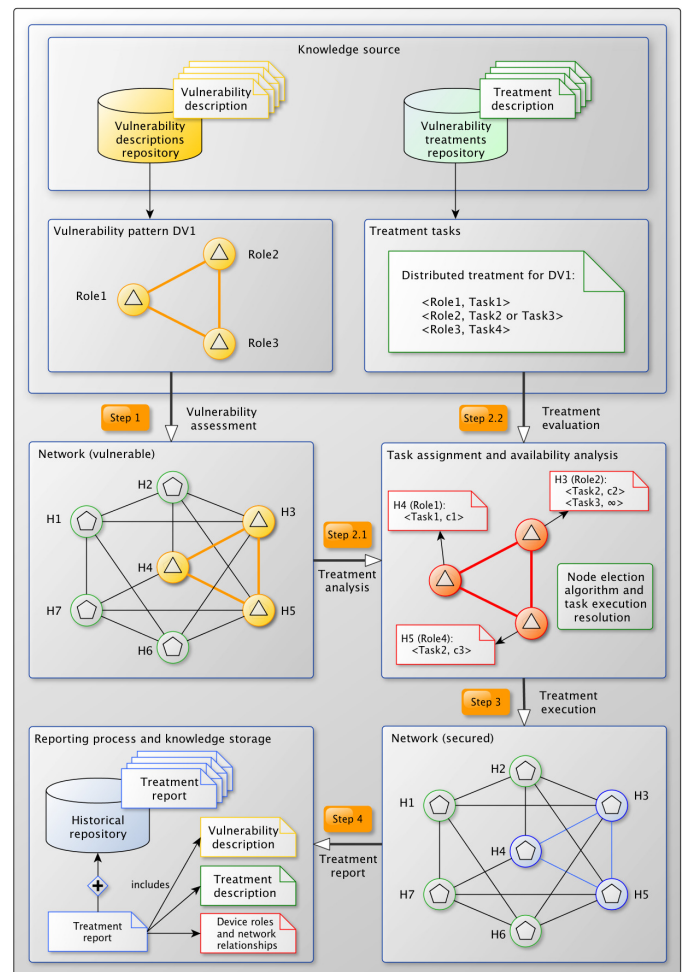 Knowledge source
Vulnerability
description
Vulnerability
descriptions
repository
Treatment
description
Vulnerability
treatments
repository
Vulnerability pattern DV1
Role1
Role2
Role3
Treatment tasks
Distributed treatment for DV1:
<Role1, Task1>
<Role2, Task2 or Task3>
<Role3, Task4>
Step 1
Vulnerability
assessment
Step 2.2
Treatment
evaluation
Network (vulnerable)
H2
H1
H3
H4
H7
H5
H6
Step 2.1
Treatment
analysis
Task assignment and availability analysis
H4 (Role1):
<Task1, c1>
H3 (Role2):
<Task2, c2>
<Task3, ∞>
H5 (Role4):
<Task2, c3>
Node election
algorithm and
task execution
resolution
Step 3
Treatment
execution
Reporting process and knowledge storage
Treatment
report
Historical
repository
includes
Vulnerability
description
Treatment
description
Treatment
report
Device roles
and network
relationships
Step 4
Treatment
report
Network (secured)
H2
H1
H3
H4
H7
H5
H6